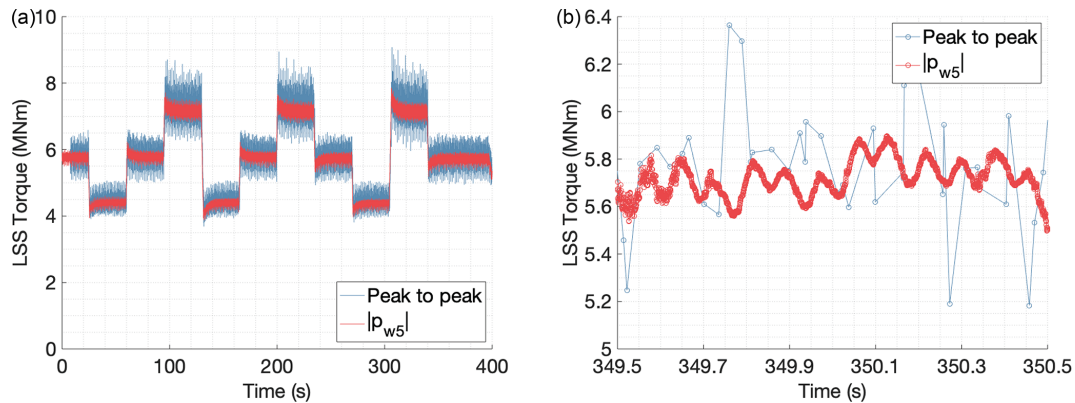 (a)
10
8
6
4
2
0
LSS Torque (MNm)
0 100 200 300 400
Time (s)
Peak to peak
|p_w5|
(b)
6.4
6.2
6
5.8
5.6
5.4
5.2
5
LSS Torque (MNm)
349.5 349.7 349.9 350.1 350.3 350.5
Time (s)
Peak to peak
|p_w5|